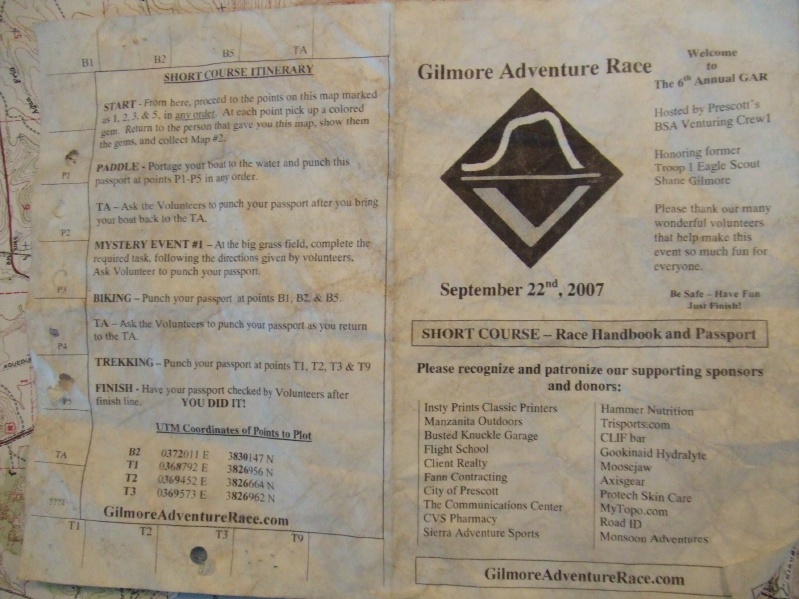 B1 B2 B5 TA
SHORT COURSE ITINERARY
START - From here, proceed to the points on this map marked
as 1, 2, 3, & 5, in any order. At each point pick up a colored
gem. Return to the person that gave you this map, show them
the gems, and collect Map #2.
PADDLE - Portage your boat to the water and punch this
passport at points P1-P5 in any order.
TA – Ask the Volunteers to punch your passport after you bring
your boat back to the TA.
MYSTERY EVENT #1 – At the big grass field, complete the
required task, following the directions given by volunteers.
Ask Volunteer to punch your passport.
BIKING – Punch your passport at points B1, B2, & B5.
TA – Ask the Volunteers to punch your passport as you return
to the TA.
TREKKING – Punch your passport at points T1, T2, T3 & T9
FINISH - Have your passport checked by Volunteers after
finish line. YOU DID IT!
UTM Coordinates of Points to Plot
B2 0372011 E 3830147 N
T1 0368792 E 3826956 N
T2 0369452 E 3826664 N
T3 0369573 E 3826962 N
GilmoreAdventureRace.com
P1
P2
P3
P4
P5
TA
????
T1 T2 T3 T9
Gilmore Adventure Race
Welcome
to
The 6th Annual GAR
Hosted by Prescott's
BSA Venturing Crew1
Honoring former
Troop 1 Eagle Scout
Shane Gilmore
Please thank our many
wonderful volunteers
that help make this
event so much fun for
everyone.
Be Safe – Have Fun
Just Finish!
September 22nd, 2007
SHORT COURSE – Race Handbook and Passport
Please recognize and patronize our supporting sponsors
and donors:
Insty Prints Classic Printers
Manzanita Outdoors
Busted Knuckle Garage
Flight School
Client Realty
Fann Contracting
City of Prescott
The Communications Center
CVS Pharmacy
Sierra Adventure Sports
Hammer Nutrition
Trisports.com
CLIF bar
Gookinaid Hydralyte
Moosejaw
Axisgear
Protech Skin Care
MyTopo.com
Road ID
Monsoon Adventures
GilmoreAdventureRace.com